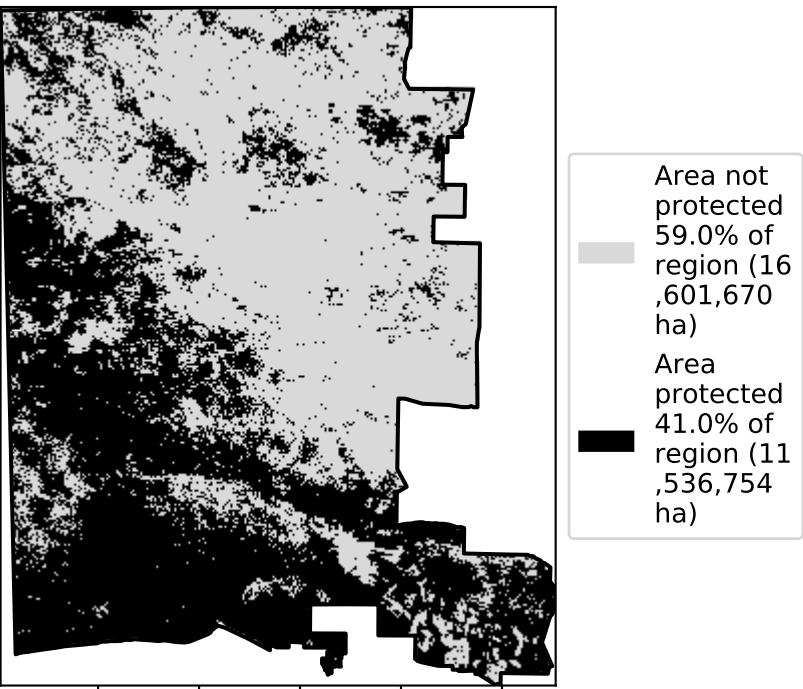 Area not
protected
59.0% of
region (16
,601,670
ha)
Area
protected
41.0% of
region (11
,536,754
ha)